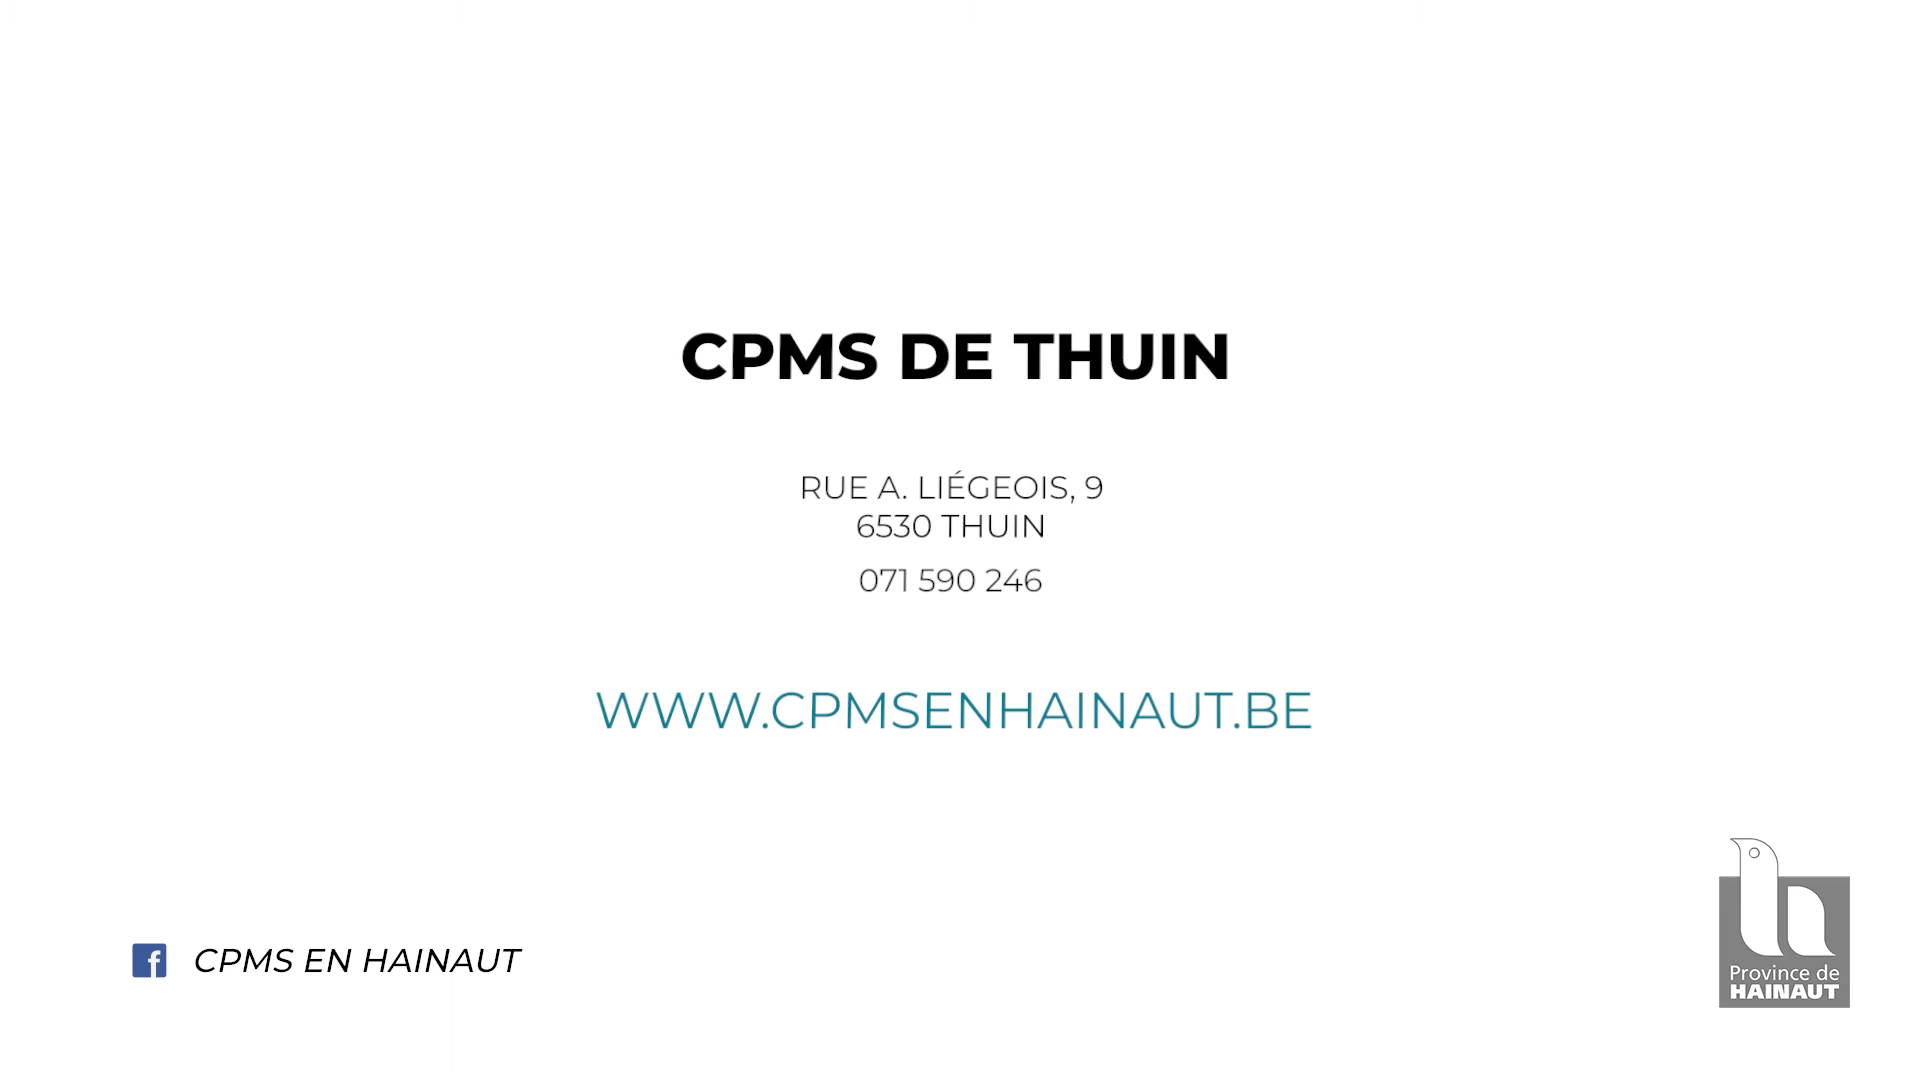 CPMS DE THUIN
RUE A. LIÉGEOIS, 9
6530 THUIN
071 590 246
WWW.CPMSENHAINAUT.BE
CPMS EN HAINAUT
Province de
HAINAUT